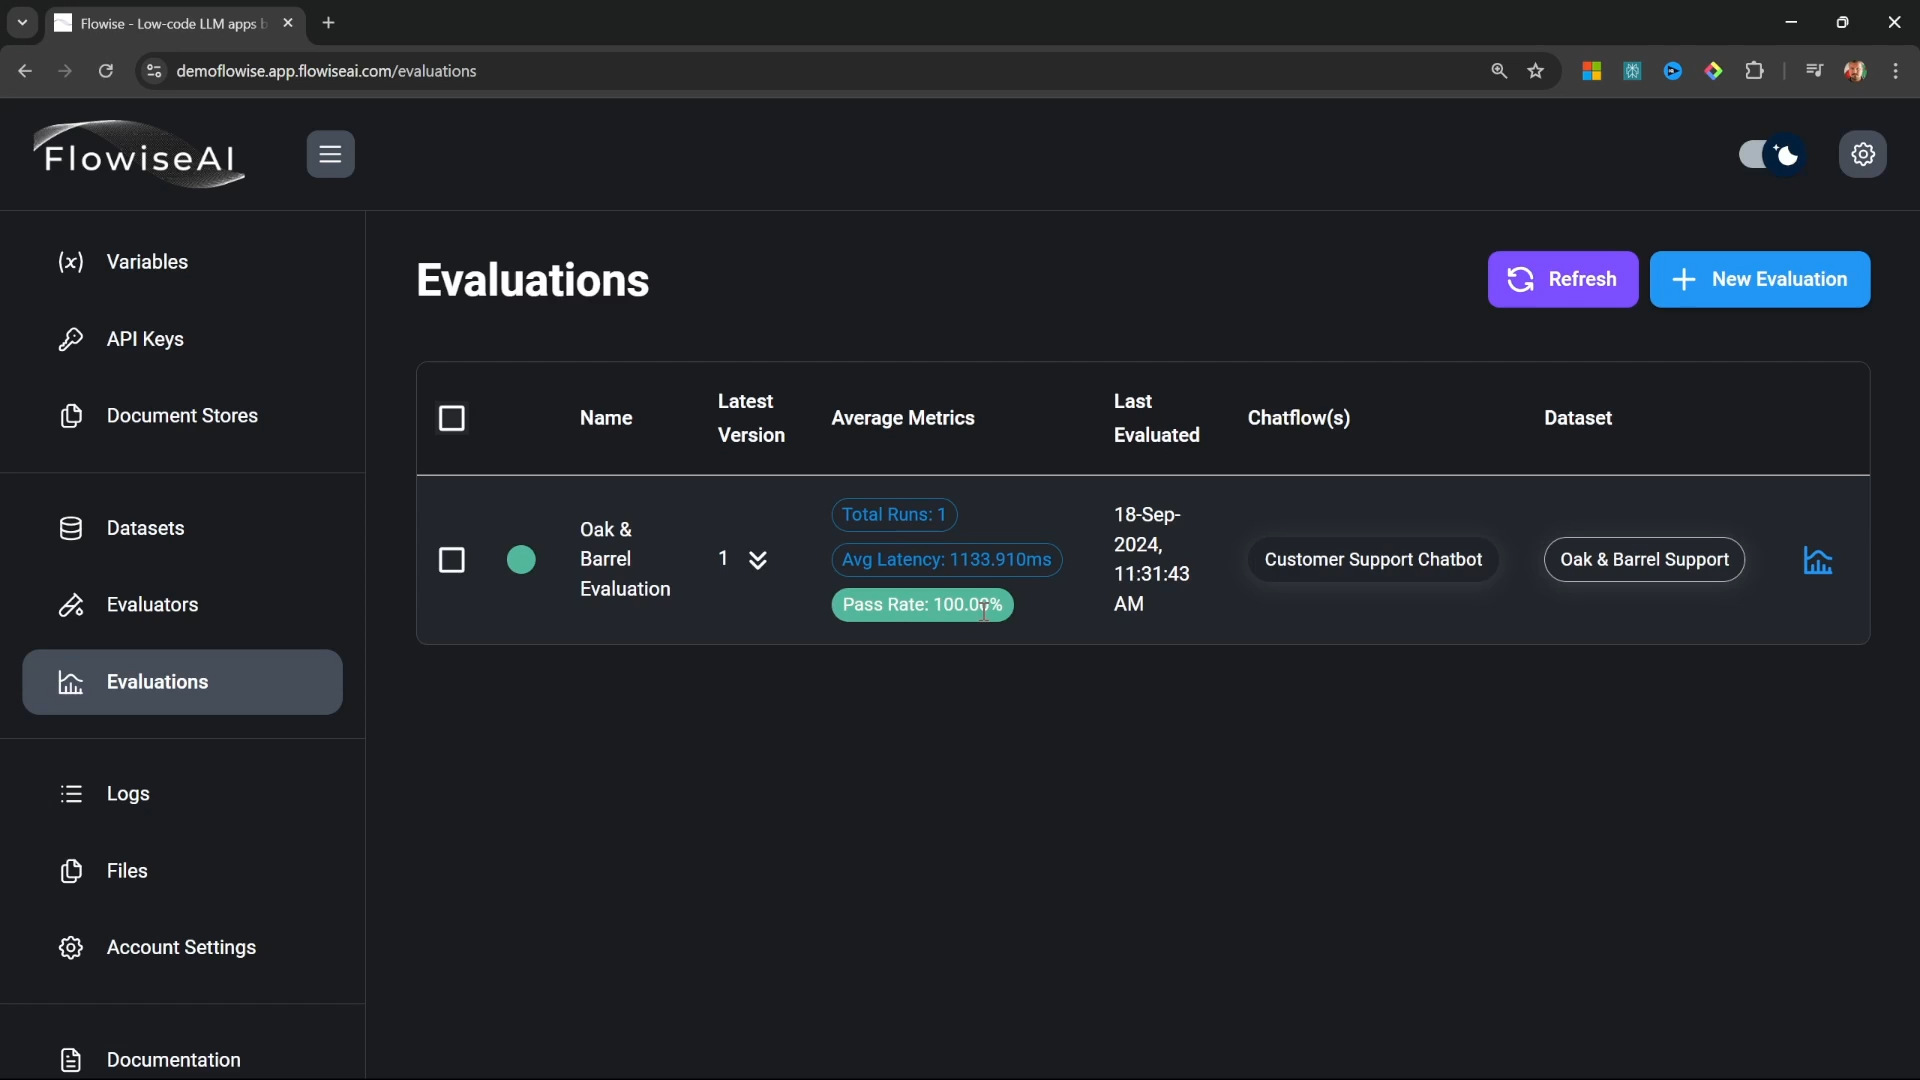 Flowise - Low-code LLM apps b
demoflowise.app.flowiseai.com/evaluations
FlowiseAI
(x) Variables
API Keys
Document Stores
Datasets
Evaluators
Evaluations
Logs
Files
Account Settings
Documentation
Evaluations
Refresh
New Evaluation
Name
Latest
Version
Average Metrics
Last
Evaluated
Chatflow(s)
Dataset
Oak &
Barrel
Evaluation
1
Total Runs: 1
Avg Latency: 1133.910ms
Pass Rate: 100.00%
18-Sep-
2024,
11:31:43
AM
Customer Support Chatbot
Oak & Barrel Support